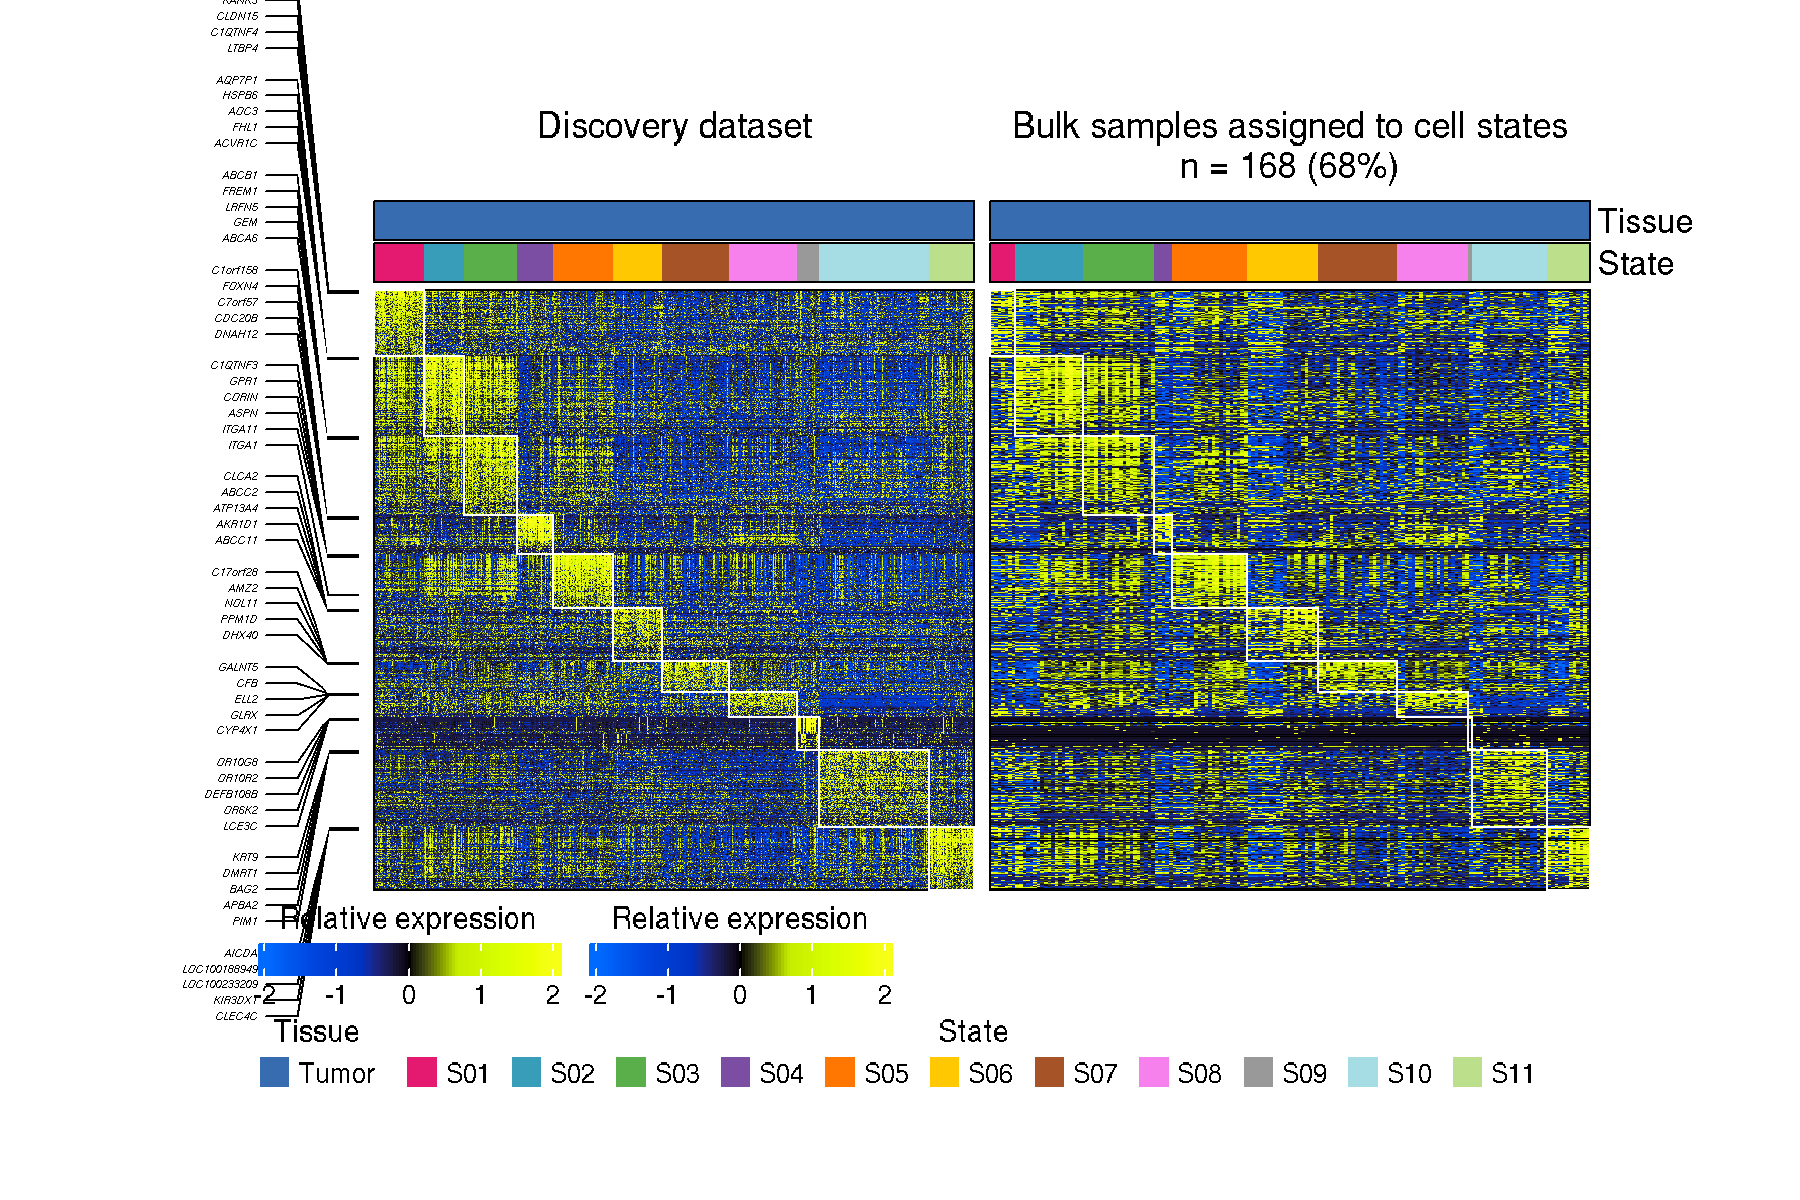 CLDN15
C1QTNF4
LTBP4
AQP7P1
HSPB6
ADC3
FHL1
ACVR1C
ABCB1
FREM1
LRFN5
GEM
ABCA6
C1orf158
FOXN4
C7orf57
CDC20B
DNAH12
C1QTNF3
GPR1
CORIN
ASPN
ITGA11
ITGA1
CLCA2
ABCC2
ATP13A4
AKR1D1
ABCC11
C17orf28
AMZ2
NOL11
PPM1D
DHX40
GALNT5
CFB
ELL2
GLRX
CYP4X1
OR10G8
OR10R2
DEFB108B
OR6K2
LCE3C
KRT9
DMRT1
BAG2
APBA2
PIM1
AICDA
LOC100188949
LOC100233209
KIR3DX1
CLEC4C
Discovery dataset
Bulk samples assigned to cell states
n = 168 (68%)
Tissue
State
Relative expression
-2 -1 0 1 2
Relative expression
-2 -1 0 1 2
Tissue
Tumor
State
S01 S02 S03 S04 S05 S06 S07 S08 S09 S10 S11